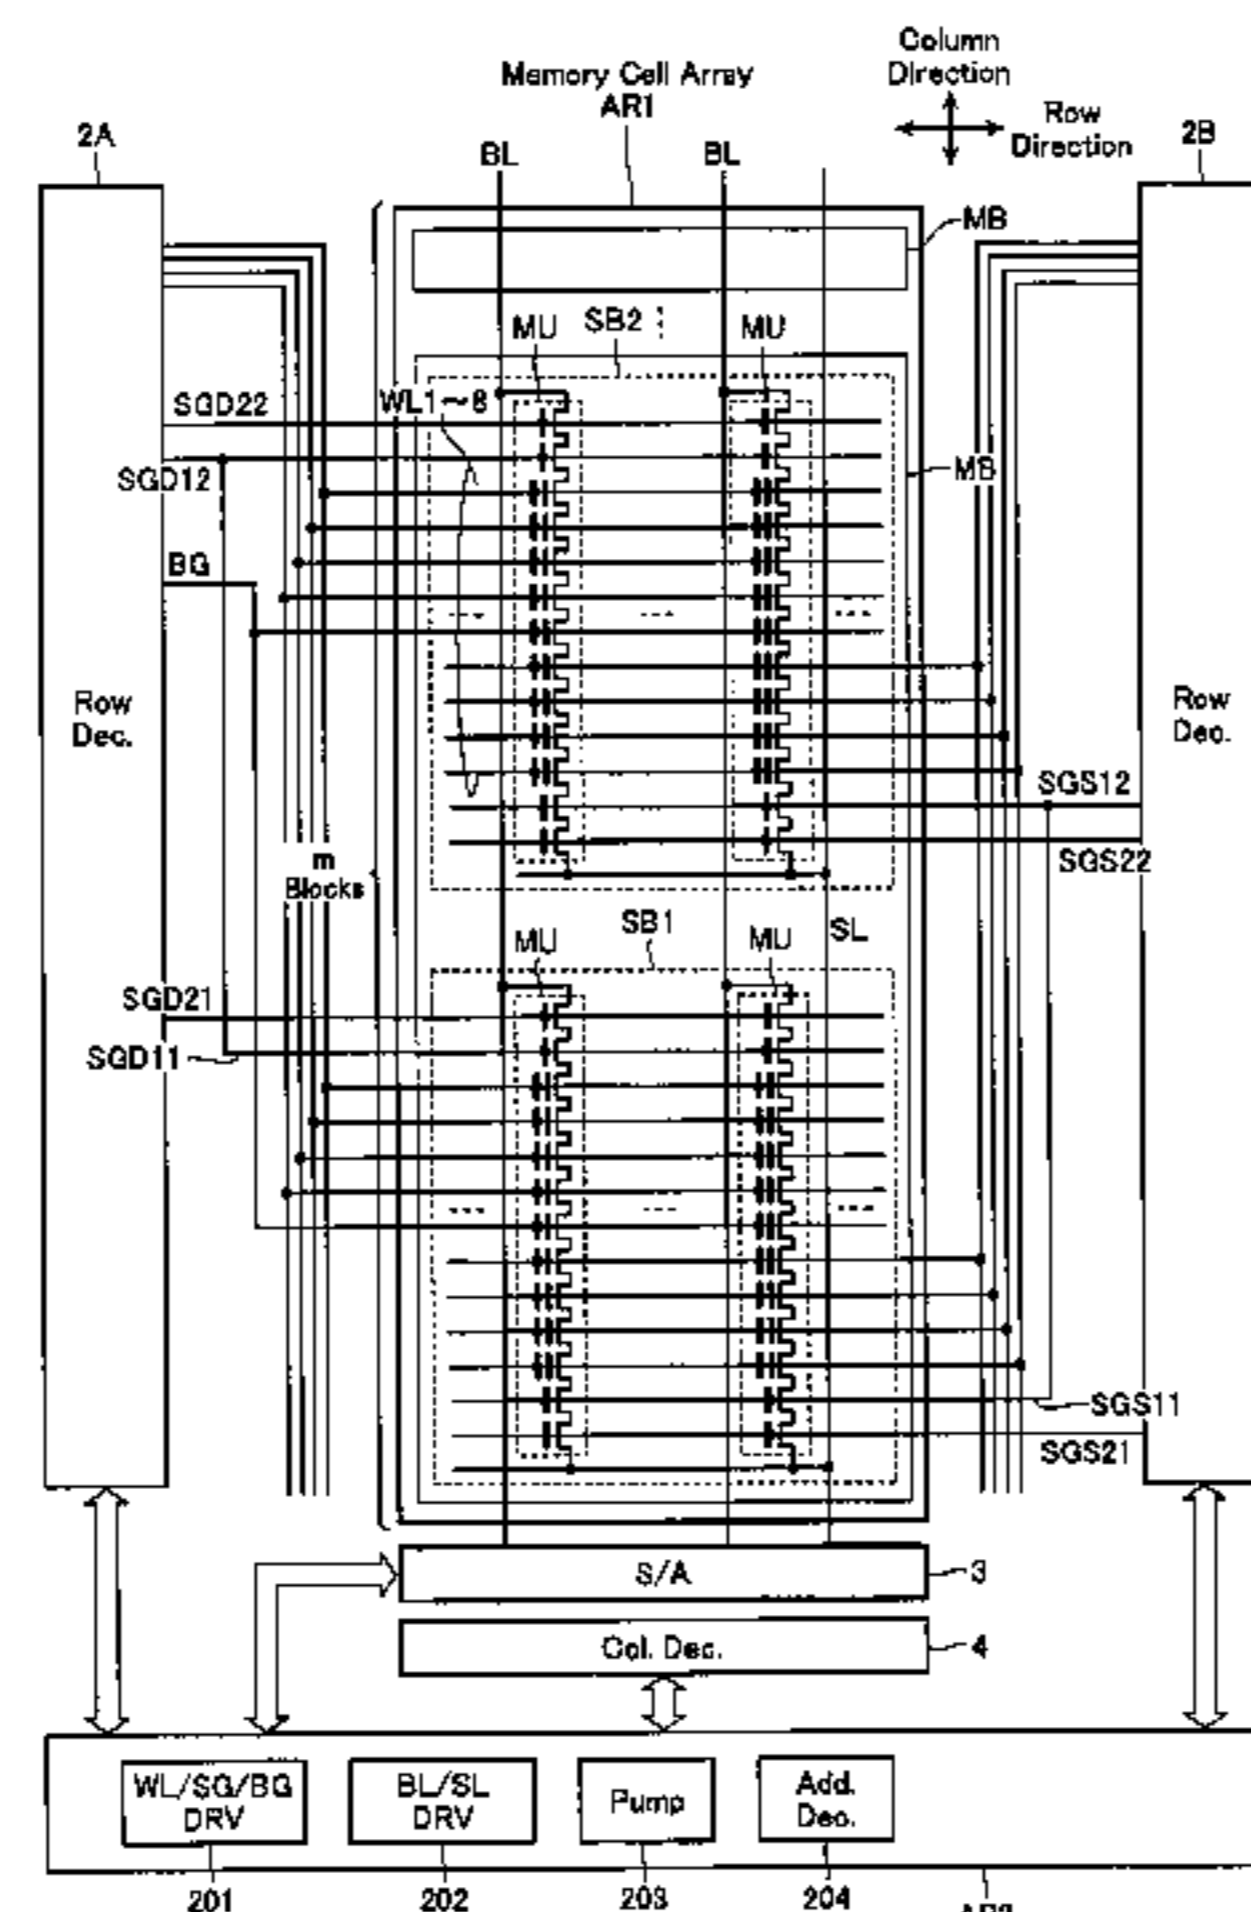 Column
Direction
Memory Cell Array
AR1
Row
Direction
2A
BL
BL
2B
MB
MU
SB2
MU
SGD22
WL1~8
SGD12
MB
BG
Row
Dec.
Row
Dec.
SGS12
m
Blocks
SGS22
SB1
MU
MU
SL
SGD21
SGD11
SGS11
SGS21
S/A
3
Col. Dec.
4
WL/SG/BG
DRV
BL/SL
DRV
Pump
Add.
Dec.
201
202
203
204